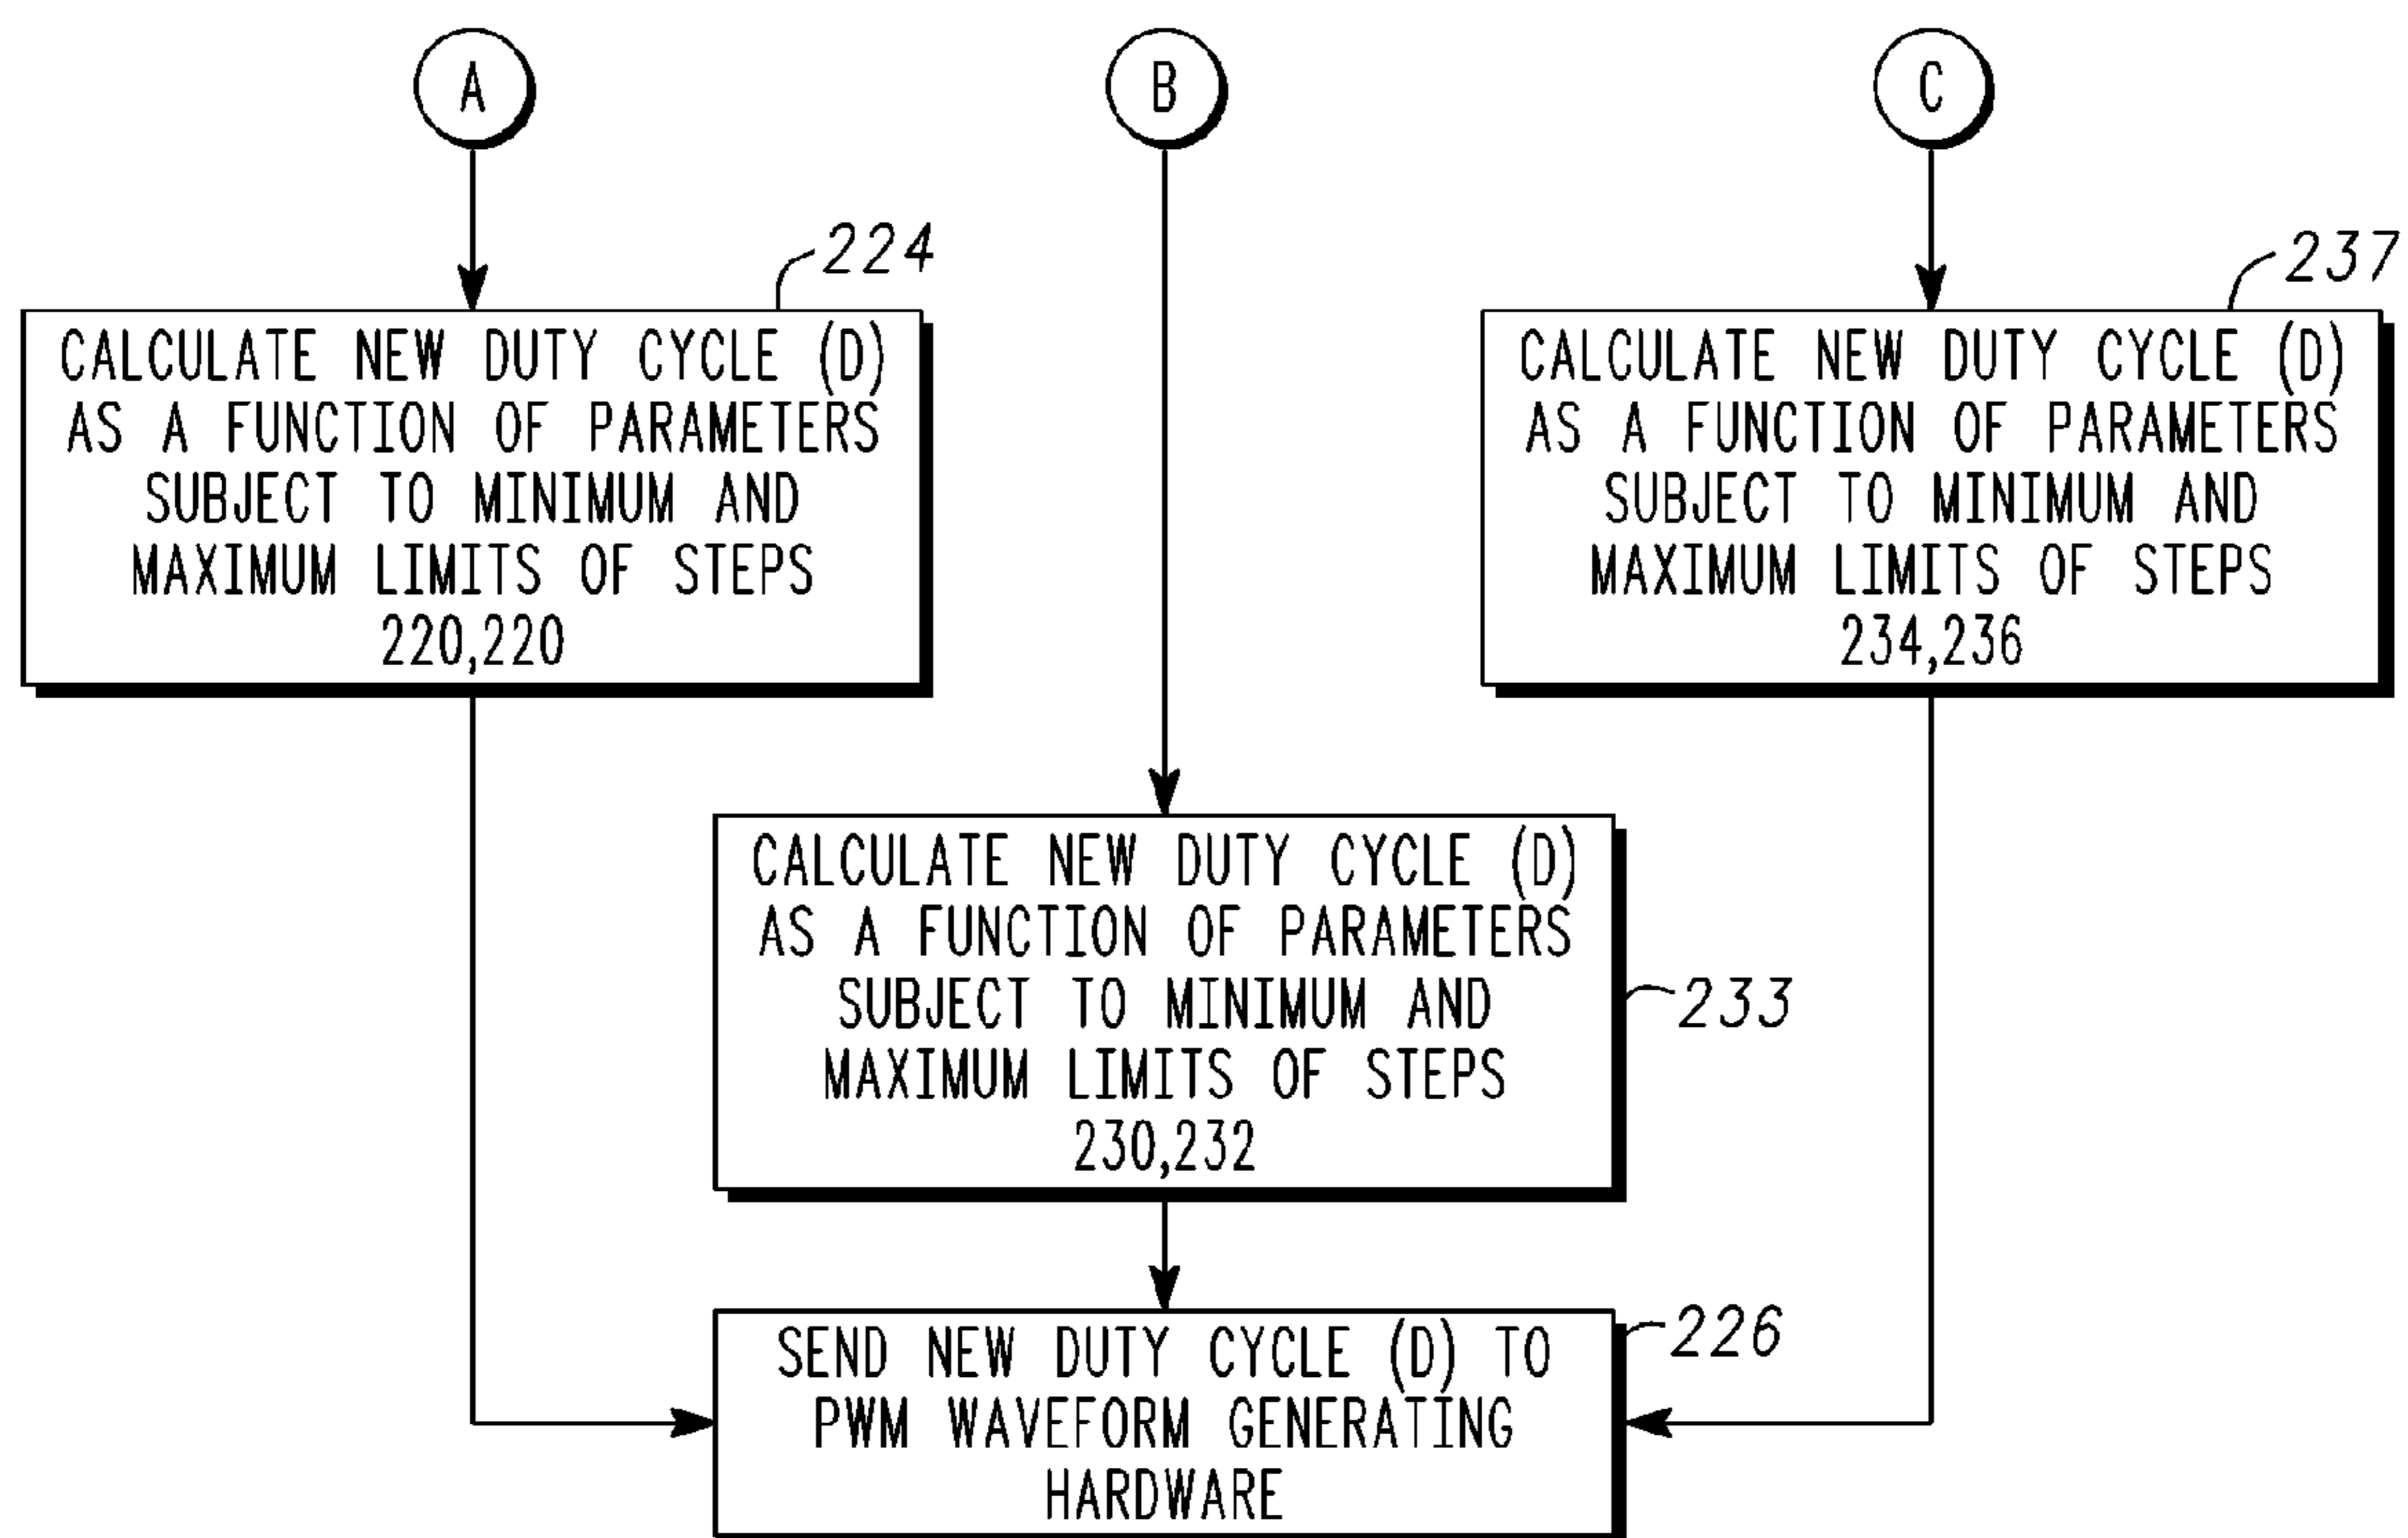 A
B
C
224
237
CALCULATE NEW DUTY CYCLE (D)
AS A FUNCTION OF PARAMETERS
SUBJECT TO MINIMUM AND
MAXIMUM LIMITS OF STEPS
220,220
CALCULATE NEW DUTY CYCLE (D)
AS A FUNCTION OF PARAMETERS
SUBJECT TO MINIMUM AND
MAXIMUM LIMITS OF STEPS
234,236
CALCULATE NEW DUTY CYCLE (D)
AS A FUNCTION OF PARAMETERS
SUBJECT TO MINIMUM AND
MAXIMUM LIMITS OF STEPS
230,232
233
SEND NEW DUTY CYCLE (D) TO
PWM WAVEFORM GENERATING
HARDWARE
226